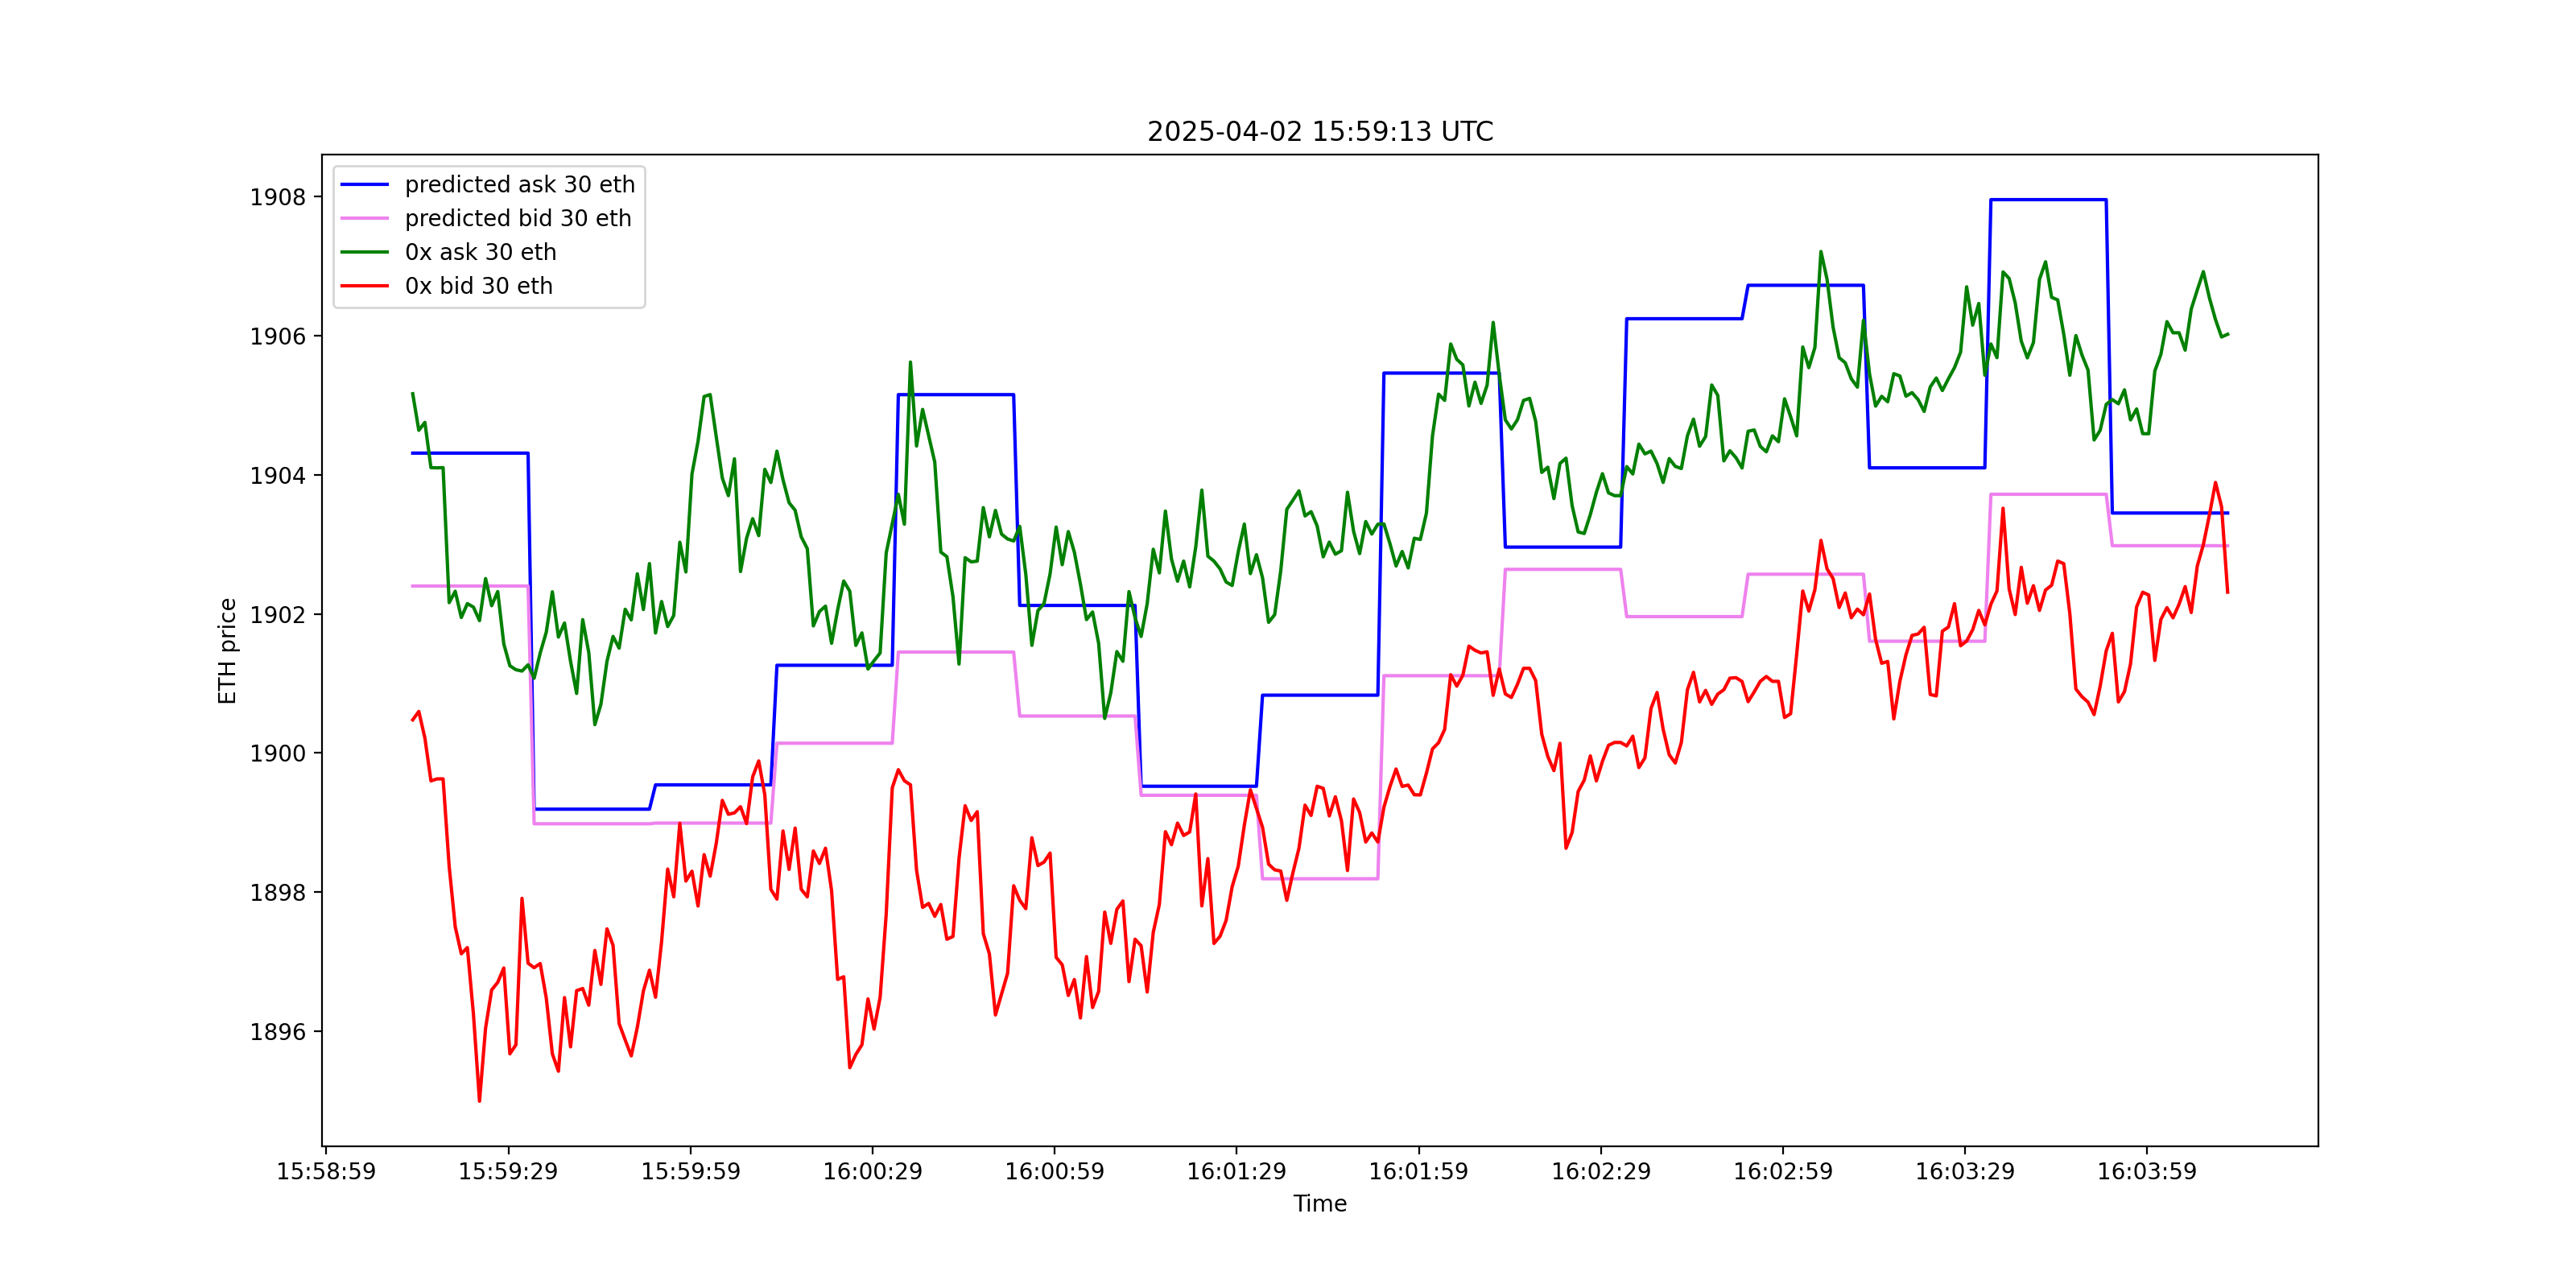 2025-04-02 15:59:13 UTC
predicted ask 30 eth
predicted bid 30 eth
0x ask 30 eth
0x bid 30 eth
ETH price
1908
1906
1904
1902
1900
1898
1896
15:58:59 15:59:29 15:59:59 16:00:29 16:00:59 16:01:29 16:01:59 16:02:29 16:02:59 16:03:29 16:03:59
Time